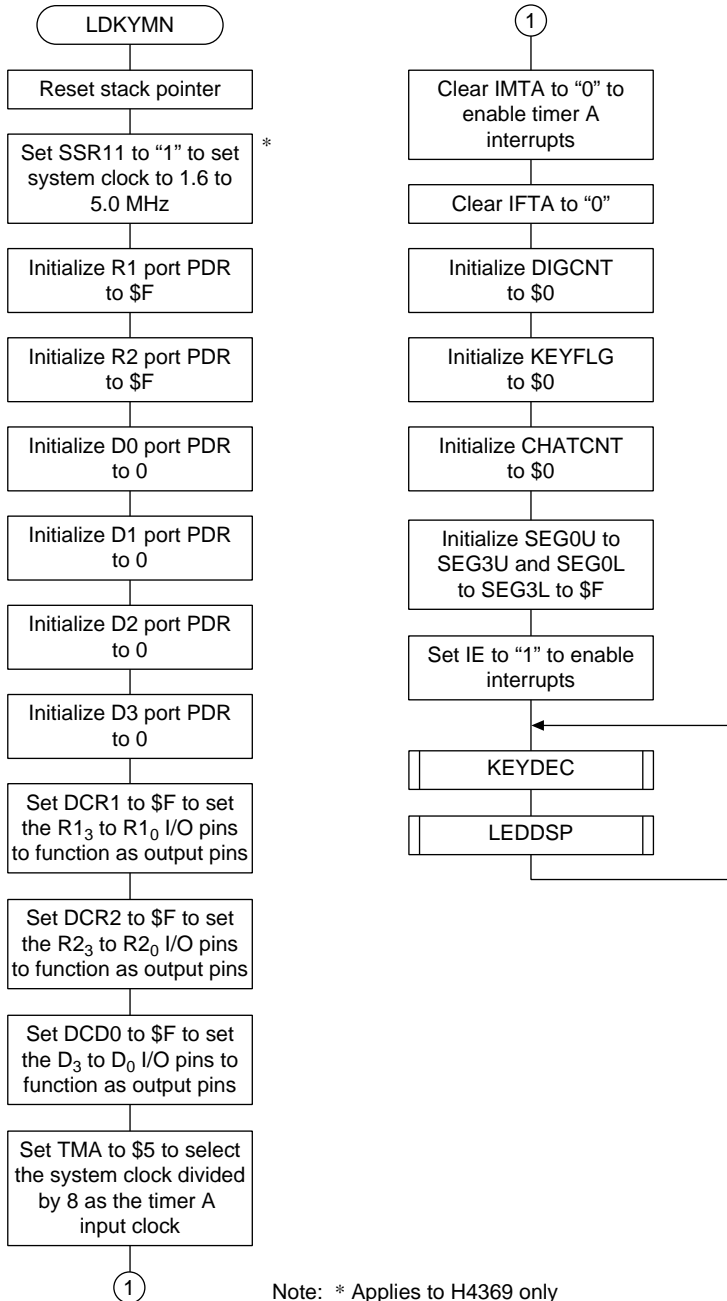 LDKYMN
Reset stack pointer
Set SSR11 to “1” to set
system clock to 1.6 to
5.0 MHz
*
Initialize R1 port PDR
to $F
Initialize R2 port PDR
to $F
Initialize D0 port PDR
to 0
Initialize D1 port PDR
to 0
Initialize D2 port PDR
to 0
Initialize D3 port PDR
to 0
Set DCR1 to $F to set
the R1₃ to R1₀ I/O pins
to function as output pins
Set DCR2 to $F to set
the R2₃ to R2₀ I/O pins
to function as output pins
Set DCD0 to $F to set
the D₃ to D₀ I/O pins to
function as output pins
Set TMA to $5 to select
the system clock divided
by 8 as the timer A
input clock
1
1
Clear IMTA to “0” to
enable timer A
interrupts
Clear IFTA to “0”
Initialize DIGCNT
to $0
Initialize KEYFLG
to $0
Initialize CHATCNT
to $0
Initialize SEG0U to
SEG3U and SEG0L
to SEG3L to $F
Set IE to “1” to enable
interrupts
KEYDEC
LEDDSP
Note: * Applies to H4369 only